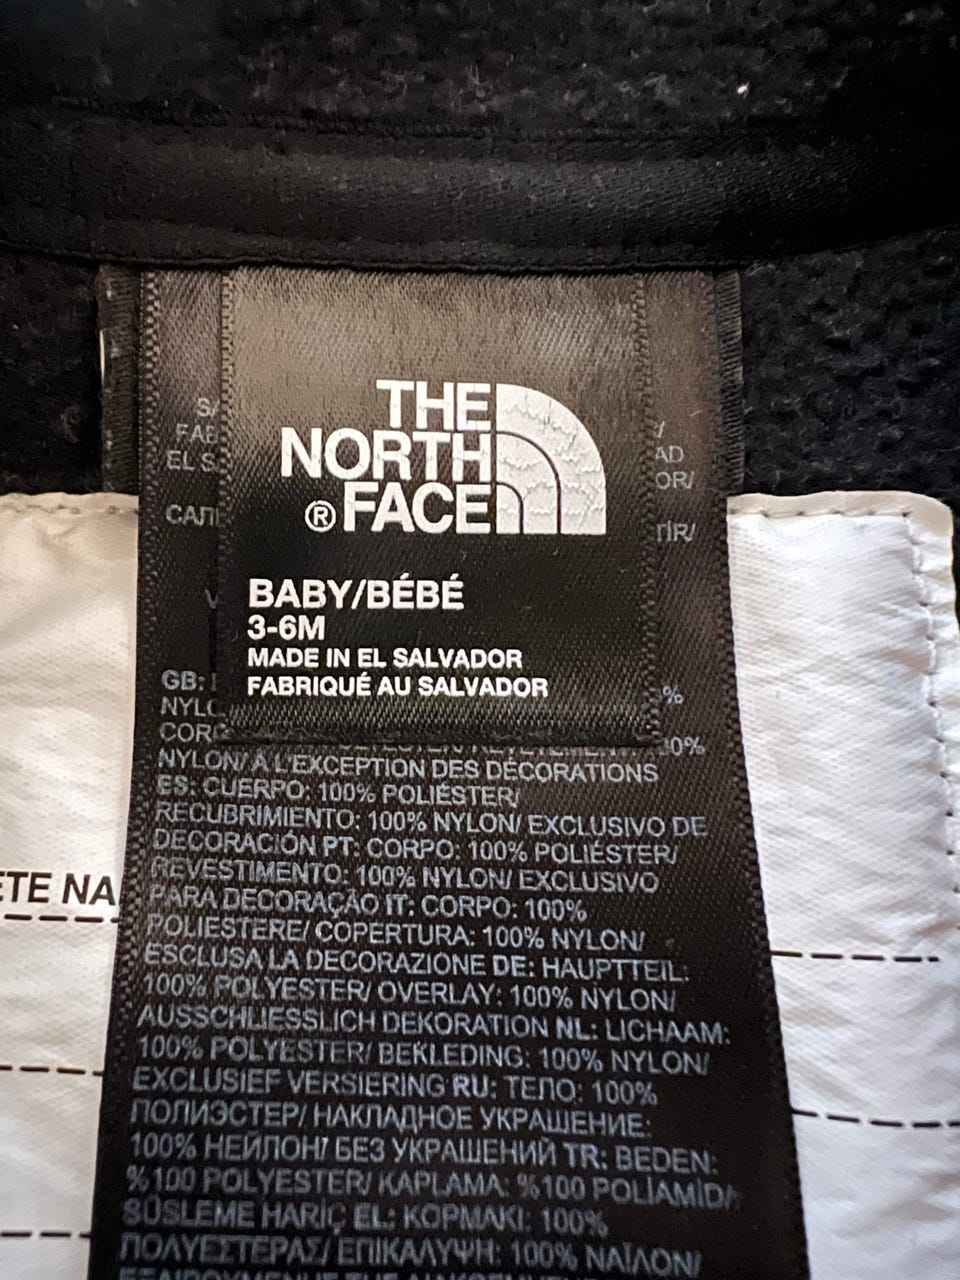 THE
NORTH
® FACE
BABY/BÉBÉ
3-6M
MADE IN EL SALVADOR
FABRIQUÉ AU SALVADOR
GB:
NYLON/ À L'EXCEPTION DES DÉCORATIONS
ES: CUERPO: 100% POLIÉSTER/
RECUBRIMIENTO: 100% NYLON/ EXCLUSIVO DE
DECORACIÓN PT: CORPO: 100% POLIÉSTER/
REVESTIMENTO: 100% NYLON/ EXCLUSIVO
PARA DECORAÇÃO IT: CORPO: 100%
POLIESTERE/ COPERTURA: 100% NYLON/
ESCLUSA LA DECORAZIONE DE: HAUPTTEIL:
100% POLYESTER/ OVERLAY: 100% NYLON/
AUSSCHLIESSLICH DEKORATION NL: LICHAAM:
100% POLYESTER/ BEKLEDING: 100% NYLON/
EXCLUSIEF VERSIERING RU: ТЕЛО: 100%
ПОЛИЭСТЕР/ НАКЛАДНОЕ УКРАШЕНИЕ:
100% НЕЙЛОН/ БЕЗ УКРАШЕНИЙ TR: BEDEN:
%100 POLYESTER/ KAPLAMA: %100 POLİAMİD/
SÜSLEME HARİÇ EL: ΚΟΡΜΑΚΙ: 100%
ΠΟΛΥΕΣΤΕΡΑΣ/ ΕΠΙΚΑΛΥΨΗ: 100% ΝΑΪΛΟΝ/